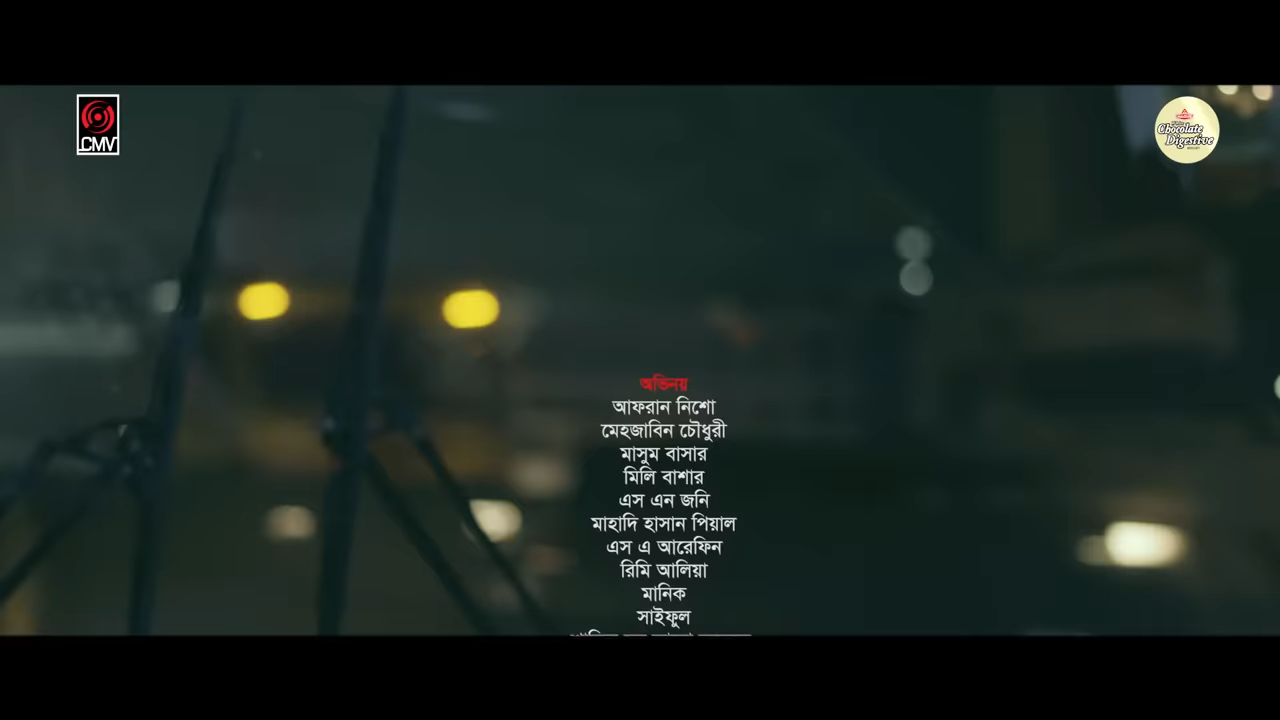 CMV
Chocolate
Digestive
অভিনয়
আফরান নিশো
মেহজাবিন চৌধুরী
মাসুম বাসার
মিলি বাশার
এস এন জনি
মাহাদি হাসান পিয়াল
এস এ আরেফিন
রিমি আলিয়া
মানিক
সাইফুল